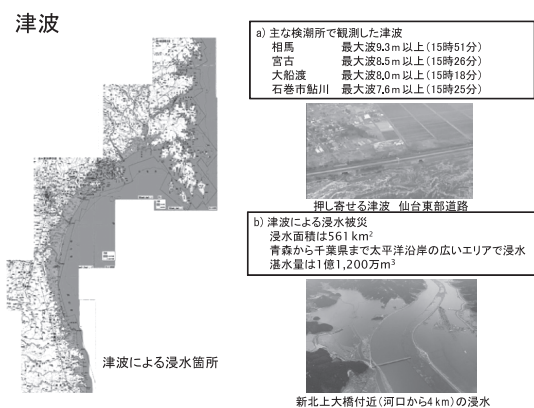 津波
a) 主な検潮所で観測した津波
相馬 最大波9.3m以上(15時51分)
宮古 最大波8.5m以上(15時26分)
大船渡 最大波8.0m以上(15時18分)
石巻市鮎川 最大波7.6m以上(15時25分)
押し寄せる津波 仙台東部道路
b) 津波による浸水被災
浸水面積は561km²
青森から千葉県まで太平洋沿岸の広いエリアで浸水
湛水量は1億1,200万m³
津波による浸水箇所
新北上大橋付近(河口から4km)の浸水